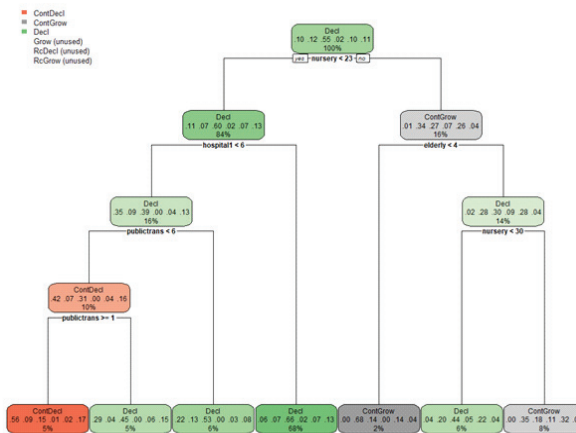 ContDecl
ContGrow
Decl
Grow (unused)
RcDecl (unused)
RcGrow (unused)
Decl
.10 .12 .55 .02 .10 .11
100%
yes nursery < 23 no
Decl
.11 .07 .60 .02 .07 .13
84%
hospital1 < 6
ContGrow
.01 .34 .27 .07 .26 .04
16%
elderly < 4
Decl
.35 .09 .39 .00 .04 .13
16%
publictrans < 6
Decl
.02 .28 .30 .09 .28 .04
14%
nursery < 30
ContDecl
.42 .07 .31 .00 .04 .16
10%
publictrans >= 1
ContDecl
.56 .09 .15 .01 .02 .17
5%
Decl
.29 .04 .45 .00 .06 .15
5%
Decl
.22 .13 .53 .00 .03 .08
6%
Decl
.06 .07 .66 .02 .07 .13
68%
ContGrow
.00 .68 .14 .00 .14 .04
2%
Decl
.04 .20 .44 .05 .22 .04
6%
ContGrow
.00 .35 .18 .11 .32
8%